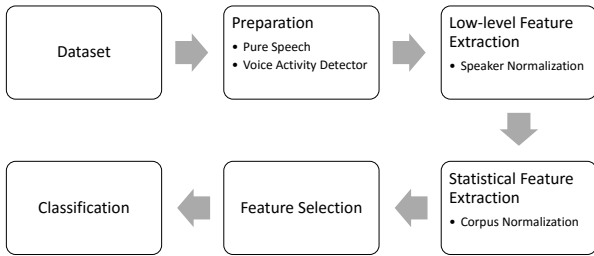 Dataset
Preparation
• Pure Speech
• Voice Activity Detector
Low-level Feature
Extraction
• Speaker Normalization
Statistical Feature
Extraction
• Corpus Normalization
Feature Selection
Classification